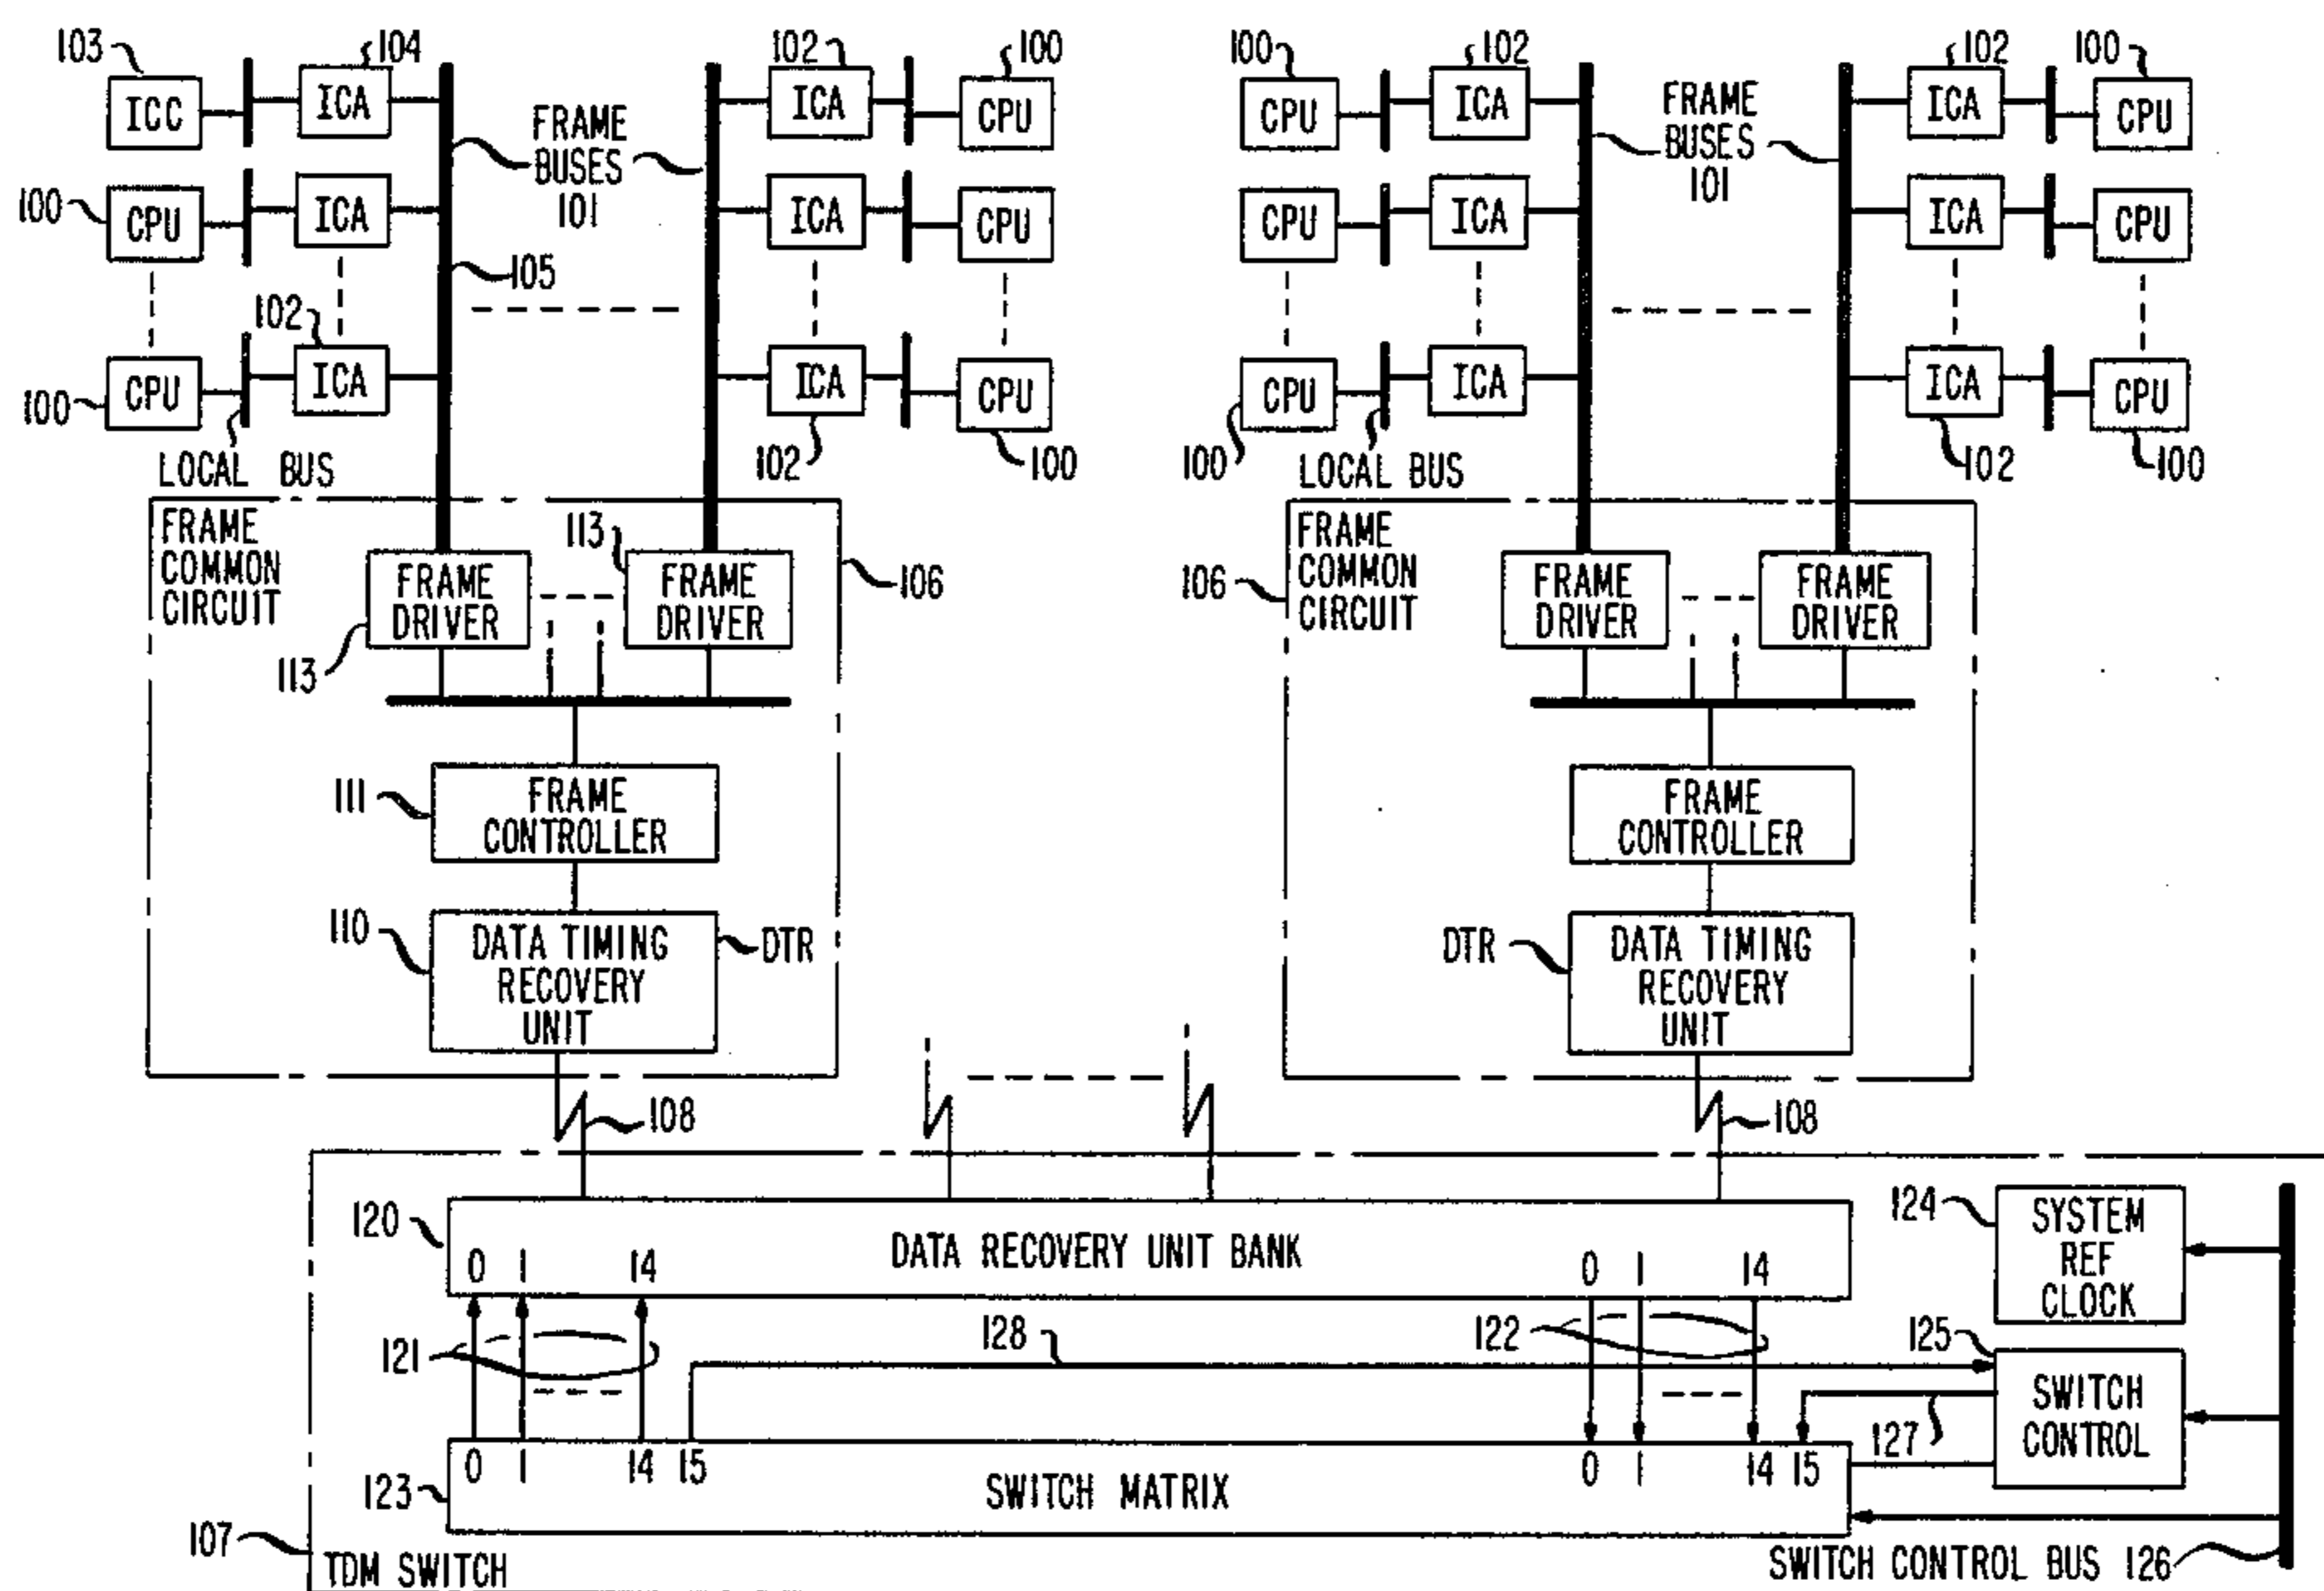 103 104 102 100 100 102 102 100
ICC ICA ICA CPU CPU ICA ICA CPU
FRAME
BUSES
101
FRAME
BUSES
101
100 CPU ICA ICA CPU CPU ICA ICA CPU
105
102
100 CPU ICA ICA CPU CPU ICA ICA CPU
102 100 100 102 100
LOCAL BUS
LOCAL BUS
FRAME
COMMON
CIRCUIT
113
FRAME
DRIVER
FRAME
DRIVER
106
113
106
FRAME
COMMON
CIRCUIT
FRAME
DRIVER
FRAME
DRIVER
111
FRAME
CONTROLLER
FRAME
CONTROLLER
110
DATA TIMING
RECOVERY
UNIT
DTR
DTR
DATA TIMING
RECOVERY
UNIT
108
108
120
DATA RECOVERY UNIT BANK
0 1 14
0 1 14
124
SYSTEM
REF
CLOCK
121
128
122
125
SWITCH
CONTROL
127
0 1 14 15
0 1 14 15
123
SWITCH MATRIX
107
TDM SWITCH
SWITCH CONTROL BUS 126